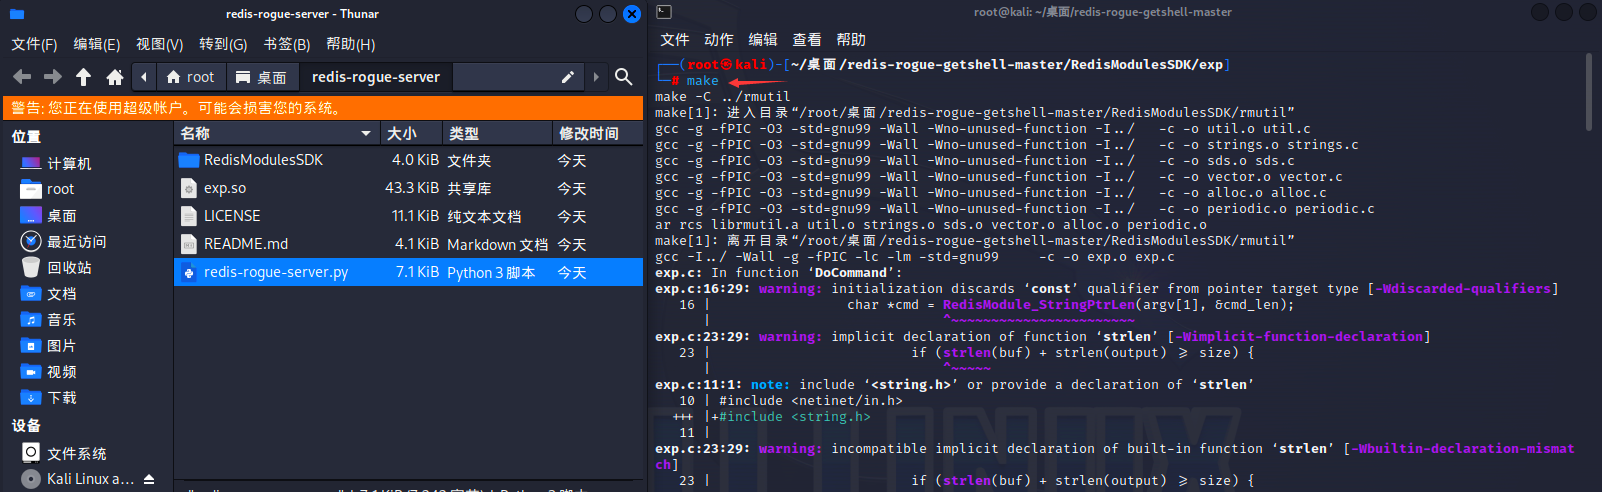 redis-rogue-server - Thunar
文件(F) 编辑(E) 视图(V) 转到(G) 书签(B) 帮助(H)
root 桌面 redis-rogue-server
警告: 您正在使用超级帐户。可能会损害您的系统。
位置
计算机
root
桌面
最近访问
回收站
文档
音乐
图片
视频
下载
设备
文件系统
Kali Linux a...
名称 大小 类型 修改时间
RedisModulesSDK 4.0 KiB 文件夹 今天
exp.so 43.3 KiB 共享库 今天
LICENSE 11.1 KiB 纯文本文档 今天
README.md 4.1 KiB Markdown 文档 今天
redis-rogue-server.py 7.1 KiB Python 3 脚本 今天
root@kali: ~/桌面/redis-rogue-getshell-master
文件 动作 编辑 查看 帮助
┌──(root㉿kali)-[~/桌面/redis-rogue-getshell-master/RedisModulesSDK/exp]
└─# make
make -C ../rmutil
make[1]: 进入目录“/root/桌面/redis-rogue-getshell-master/RedisModulesSDK/rmutil”
gcc -g -fPIC -O3 -std=gnu99 -Wall -Wno-unused-function -I../   -c -o util.o util.c
gcc -g -fPIC -O3 -std=gnu99 -Wall -Wno-unused-function -I../   -c -o strings.o strings.c
gcc -g -fPIC -O3 -std=gnu99 -Wall -Wno-unused-function -I../   -c -o sds.o sds.c
gcc -g -fPIC -O3 -std=gnu99 -Wall -Wno-unused-function -I../   -c -o vector.o vector.c
gcc -g -fPIC -O3 -std=gnu99 -Wall -Wno-unused-function -I../   -c -o alloc.o alloc.c
gcc -g -fPIC -O3 -std=gnu99 -Wall -Wno-unused-function -I../   -c -o periodic.o periodic.c
ar rcs librmutil.a util.o strings.o sds.o vector.o alloc.o periodic.o
make[1]: 离开目录“/root/桌面/redis-rogue-getshell-master/RedisModulesSDK/rmutil”
gcc -I../ -Wall -g -fPIC -lc -lm -std=gnu99     -c -o exp.o exp.c
exp.c: In function ‘DoCommand’:
exp.c:16:29: warning: initialization discards ‘const’ qualifier from pointer target type [-Wdiscarded-qualifiers]
16 | char *cmd = RedisModule_StringPtrLen(argv[1], &cmd_len);
| ^~~~~~~~~~~~~~~~~~~~~~~~
exp.c:23:29: warning: implicit declaration of function ‘strlen’ [-Wimplicit-function-declaration]
23 | if (strlen(buf) + strlen(output) >= size) {
| ^~~~~~
exp.c:11:1: note: include ‘<string.h>’ or provide a declaration of ‘strlen’
10 | #include <netinet/in.h>
+++ |+#include <string.h>
11 |
exp.c:23:29: warning: incompatible implicit declaration of built-in function ‘strlen’ [-Wbuiltin-declaration-mismat
ch]
23 | if (strlen(buf) + strlen(output) >= size) {